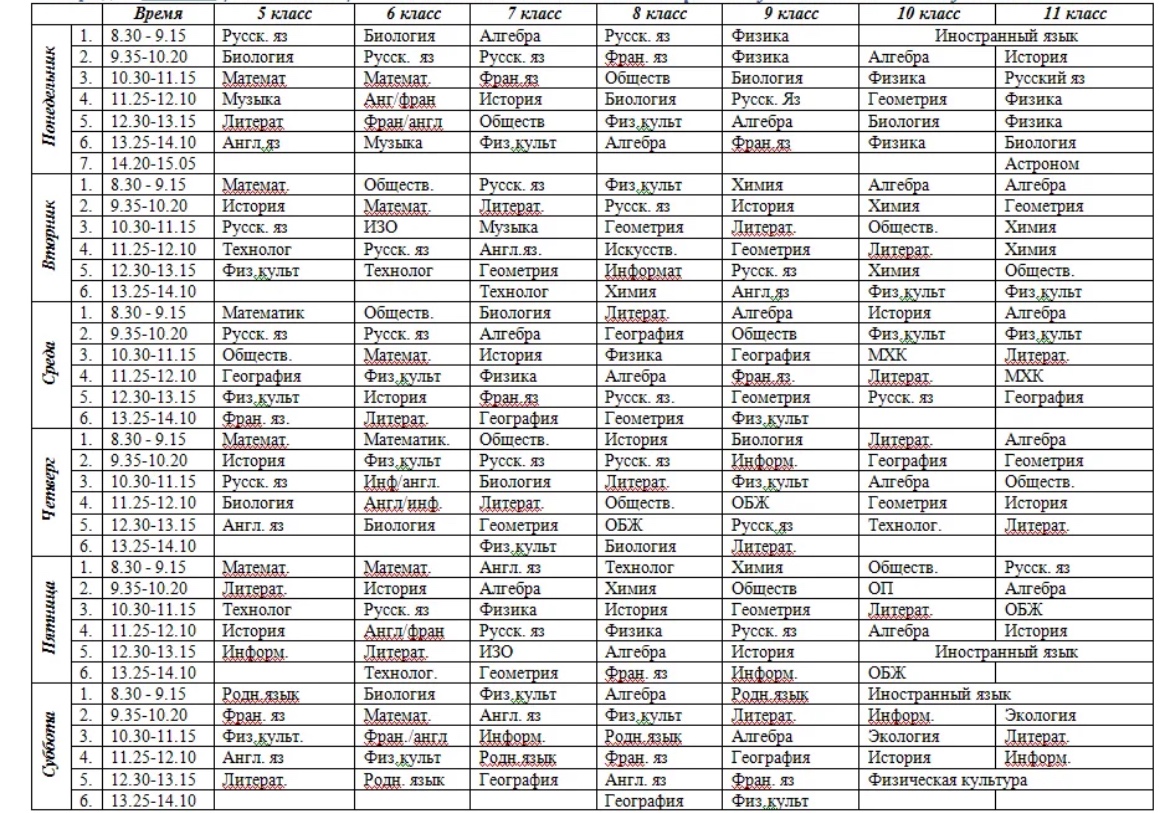 Время 5 класс 6 класс 7 класс 8 класс 9 класс 10 класс 11 класс
Понедельник
1. 8.30 - 9.15 Русск. яз Биология Алгебра Русск. яз Физика Иностранный язык
2. 9.35-10.20 Биология Русск. яз Русск. яз Фран. яз Физика Алгебра История
3. 10.30-11.15 Математ Математ. Фран.яз Обществ Биология Физика Русский яз
4. 11.25-12.10 Музыка Анг/фран История Биология Русск. Яз Геометрия Физика
5. 12.30-13.15 Литерат Фран/англ Обществ Физ.культ Алгебра Биология Физика
6. 13.25-14.10 Англ.яз Музыка Физ.культ Алгебра Фран.яз Физика Биология
7. 14.20-15.05 Астроном
Вторник
1. 8.30 - 9.15 Математ. Обществ. Русск. яз Физ.культ Химия Алгебра Алгебра
2. 9.35-10.20 История Математ. Литерат. Русск. яз История Химия Геометрия
3. 10.30-11.15 Русск. яз ИЗО Музыка Геометрия Литерат. Обществ. Химия
4. 11.25-12.10 Технолог Русск. яз Англ.яз. Искусств. Геометрия Литерат. Химия
5. 12.30-13.15 Физ.культ Технолог Геометрия Информат Русск. яз Химия Обществ.
6. 13.25-14.10 Технолог Химия Англ.яз Физ.культ Физ.культ
Среда
1. 8.30 - 9.15 Математик Обществ. Биология Литерат. Алгебра История Алгебра
2. 9.35-10.20 Русск. яз Русск. яз Алгебра География Обществ Физ.культ Физ.культ
3. 10.30-11.15 Обществ. Математ. История Физика География МХК Литерат.
4. 11.25-12.10 География Физ.культ Физика Алгебра Фран.яз. Литерат. МХК
5. 12.30-13.15 Физ.культ История Фран.яз Русск. яз. Геометрия Русск. яз География
6. 13.25-14.10 Фран. яз. Литерат. География Геометрия Физ.культ
Четверг
1. 8.30 - 9.15 Математ. Математик. Обществ. История Биология Литерат. Алгебра
2. 9.35-10.20 История Физ.культ Русск. яз Русск. яз Информ. География Геометрия
3. 10.30-11.15 Русск. яз Инф/англ. Биология Литерат. Физ.культ Алгебра Обществ.
4. 11.25-12.10 Биология Англ/инф. Литерат. Обществ. ОБЖ Геометрия История
5. 12.30-13.15 Англ. яз Биология Геометрия ОБЖ Русск.яз Технолог. Литерат.
6. 13.25-14.10 Физ.культ Биология Литерат.
Пятница
1. 8.30 - 9.15 Математ. Математ. Англ. яз Технолог Химия Обществ. Русск. яз
2. 9.35-10.20 Литерат. История Алгебра Химия Обществ ОП Алгебра
3. 10.30-11.15 Технолог Русск. яз Физика История Геометрия Литерат. ОБЖ
4. 11.25-12.10 История Англ/фран Русск. яз Физика Русск. яз Алгебра История
5. 12.30-13.15 Информ. Литерат. ИЗО Алгебра История Иностранный язык
6. 13.25-14.10 Технолог. Геометрия Фран. яз Информ. ОБЖ
Суббота
1. 8.30 - 9.15 Родн.язык Биология Физ.культ Алгебра Родн.язык Иностранный язык
2. 9.35-10.20 Фран. яз Математ. Англ. яз Физ.культ Литерат. Информ. Экология
3. 10.30-11.15 Физ.культ. Фран./англ Информ. Родн.язык Алгебра Экология Литерат.
4. 11.25-12.10 Англ. яз Физ.культ Родн.язык Фран. яз География История Информ.
5. 12.30-13.15 Литерат. Родн. язык География Англ. яз Фран. яз Физическая культура
6. 13.25-14.10 География Физ.культ